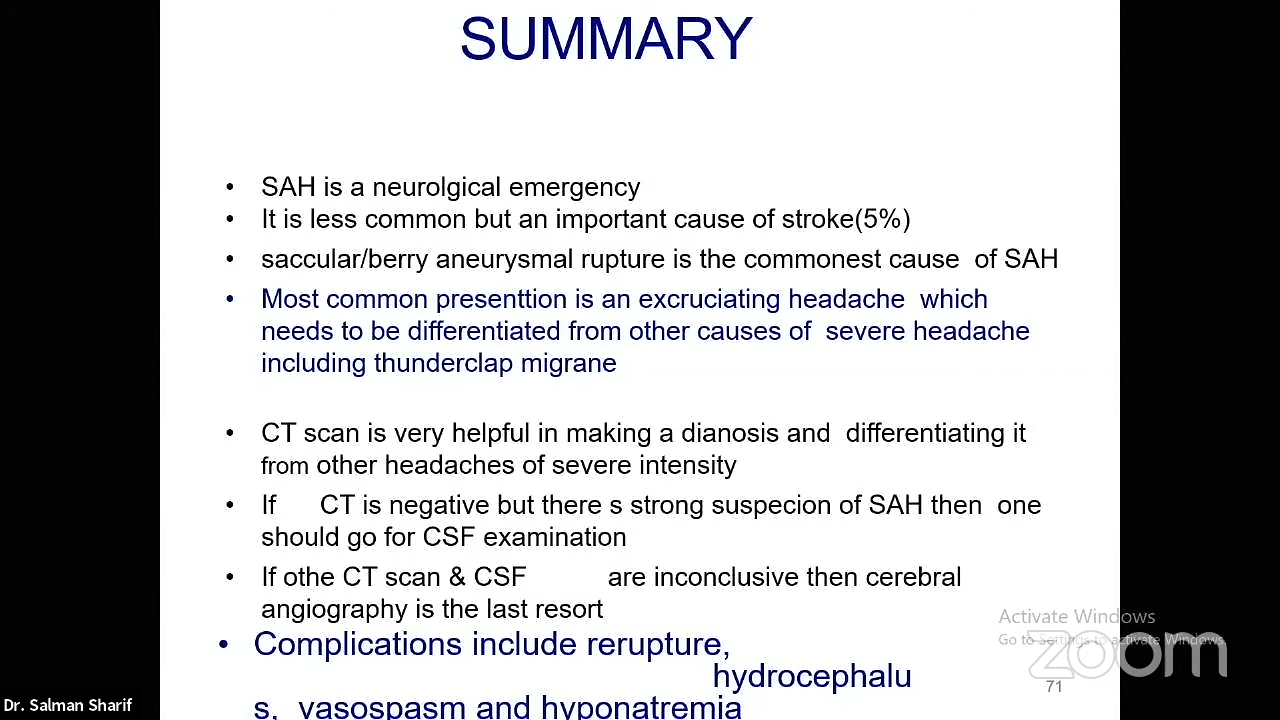 SUMMARY
• SAH is a neurolgical emergency
• It is less common but an important cause of stroke(5%)
• saccular/berry aneurysmal rupture is the commonest cause of SAH
• Most common presenttion is an excruciating headache which
needs to be differentiated from other causes of severe headache
including thunderclap migrane
• CT scan is very helpful in making a dianosis and differentiating it
from other headaches of severe intensity
• If CT is negative but there s strong suspecion of SAH then one
should go for CSF examination
• If othe CT scan & CSF are inconclusive then cerebral
angiography is the last resort
• Complications include rerupture,
hydrocephalu
s, vasospasm and hyponatremia
Activate Windows
Go to Settings to activate Windows.
zoom
71
Dr. Salman Sharif